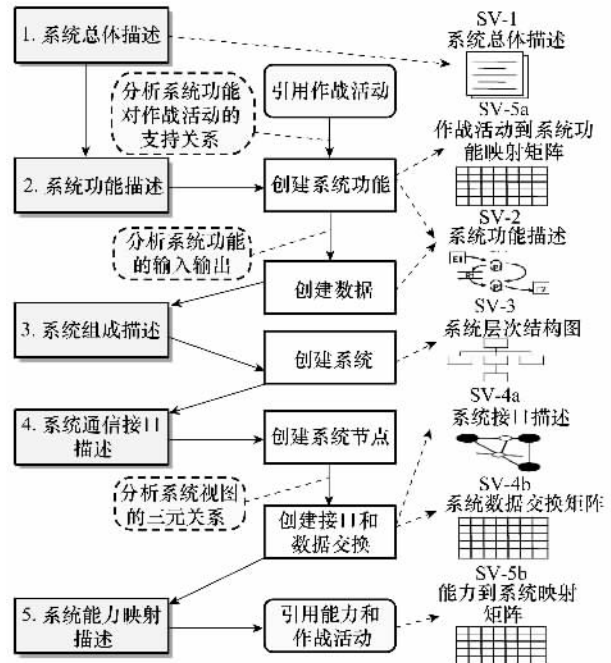 1. 系统总体描述
分析系统功能
对作战活动的
支持关系
引用作战活动
SV-1
系统总体描述
SV-5a
作战活动到系统功
能映射矩阵
2. 系统功能描述
创建系统功能
分析系统功能
的输入输出
SV-2
系统功能描述
创建数据
3. 系统组成描述
创建系统
SV-3
系统层次结构图
4. 系统通信接口
描述
创建系统节点
SV-4a
系统接口描述
分析系统视图
的三元关系
创建接口和
数据交换
SV-4b
系统数据交换矩阵
5. 系统能力映射
描述
引用能力和
作战活动
SV-5b
能力到系统映射
矩阵